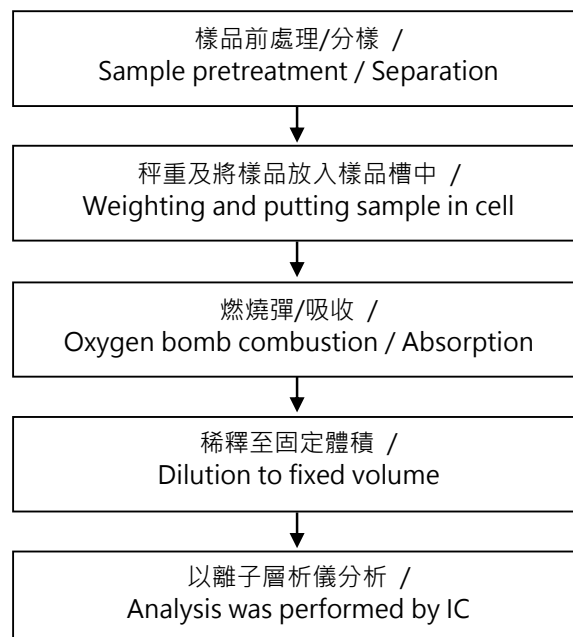 樣品前處理/分樣 /
Sample pretreatment / Separation
秤重及將樣品放入樣品槽中 /
Weighting and putting sample in cell
燃燒彈/吸收 /
Oxygen bomb combustion / Absorption
稀釋至固定體積 /
Dilution to fixed volume
以離子層析儀分析 /
Analysis was performed by IC